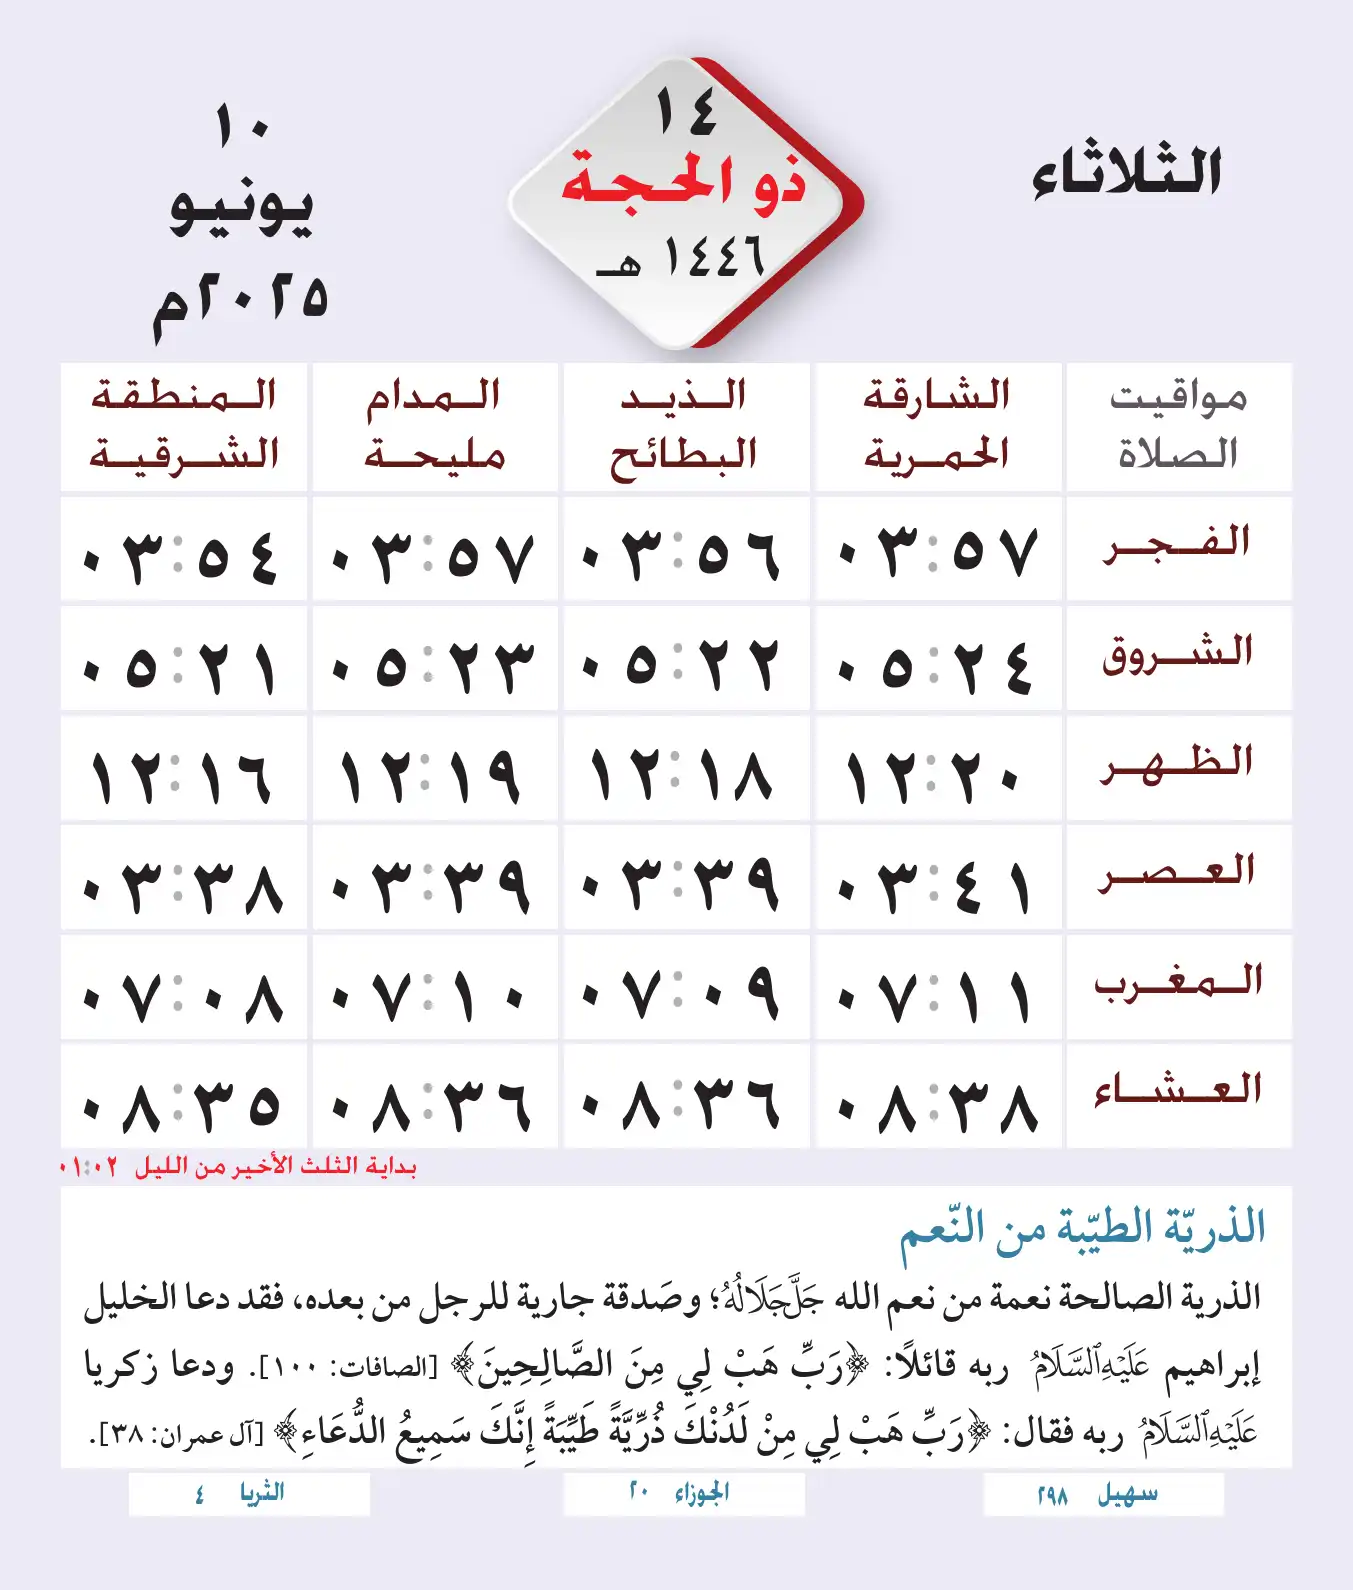 الثلاثاء
١٤
ذو الحجة
١٤٤٦ هـ
١٠
يونيو
٢٠٢٥م
مواقيت الصلاة
الشارقة الحمرية
الذيد البطائح
المدام مليحة
المنطقة الشرقية
الفجر ٠٣:٥٧ ٠٣:٥٦ ٠٣:٥٧ ٠٣:٥٤
الشروق ٠٥:٢٤ ٠٥:٢٢ ٠٥:٢٣ ٠٥:٢١
الظهر ١٢:٢٠ ١٢:١٨ ١٢:١٩ ١٢:١٦
العصر ٠٣:٤١ ٠٣:٣٩ ٠٣:٣٩ ٠٣:٣٨
المغرب ٠٧:١١ ٠٧:٠٩ ٠٧:١٠ ٠٧:٠٨
العشاء ٠٨:٣٨ ٠٨:٣٦ ٠٨:٣٦ ٠٨:٣٥
بداية الثلث الأخير من الليل ٠١:٠٢
الذريّة الطيّبة من النّعم
الذرية الصالحة نعمة من نعم الله جَلَّجَلَالُهُ؛ وصَدقة جارية للرجل من بعده، فقد دعا الخليل
إبراهيم عَلَيْهِٱلسَّلَامُ ربه قائلًا: ﴿رَبِّ هَبْ لِي مِنَ الصَّالِحِينَ﴾ [الصافات: ١٠٠]. ودعا زكريا
عَلَيْهِٱلسَّلَامُ ربه فقال: ﴿رَبِّ هَبْ لِي مِنْ لَدُنْكَ ذُرِّيَّةً طَيِّبَةً إِنَّكَ سَمِيعُ الدُّعَاءِ﴾ [آل عمران: ٣٨].
سهيل ٢٩٨
الجوزاء ٢٠
الثريا ٤